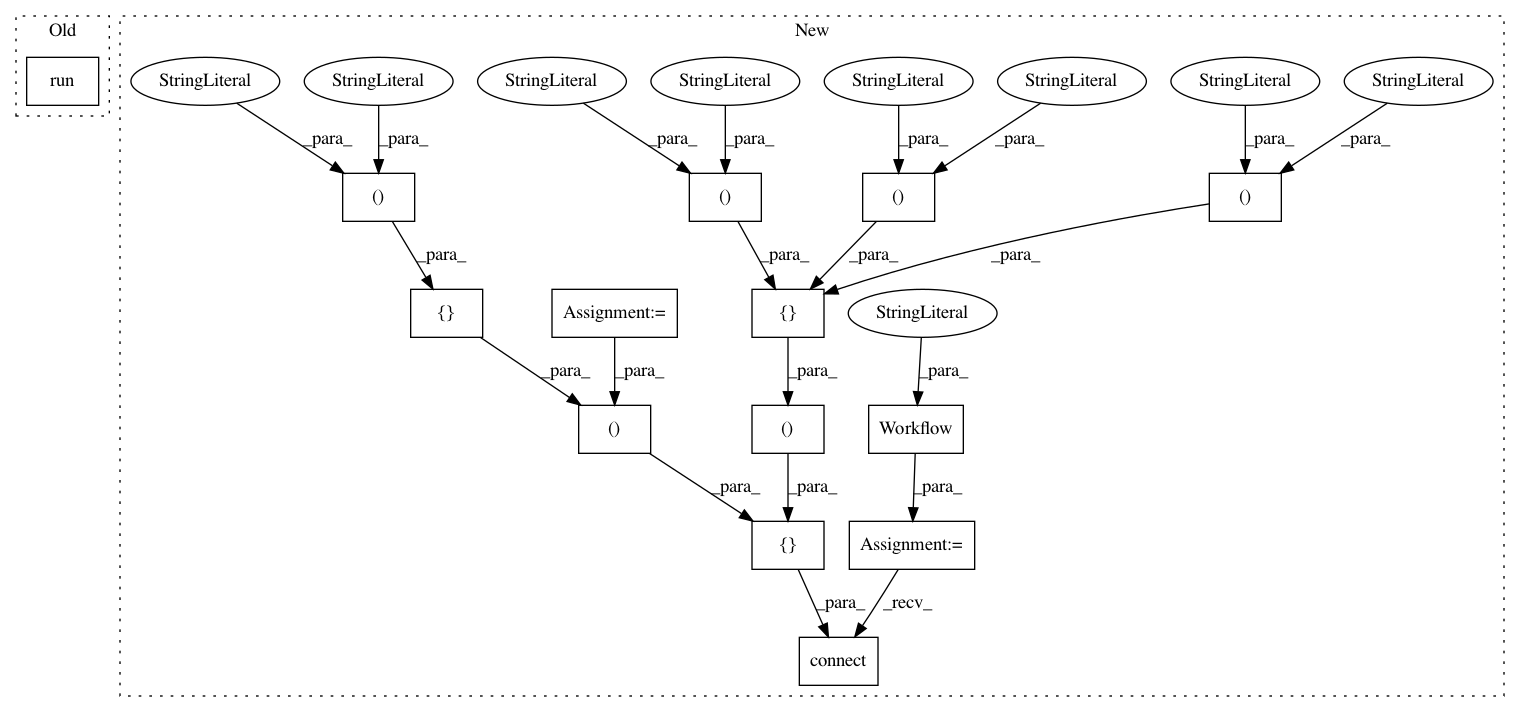 Old
New
run
StringLiteral StringLiteral StringLiteral StringLiteral StringLiteral StringLiteral StringLiteral StringLiteral
_para_ _para_ _para_ _para_ _para_ _para_ _para_ _para_
() () () ()
_para_ _para_ _para_ _para_
{} Assignment:= {} StringLiteral
_para_ _para_ _para_ _para_
() () Workflow
_para_ _para_ _para_
{} Assignment:=
_para_ _recv_
connect